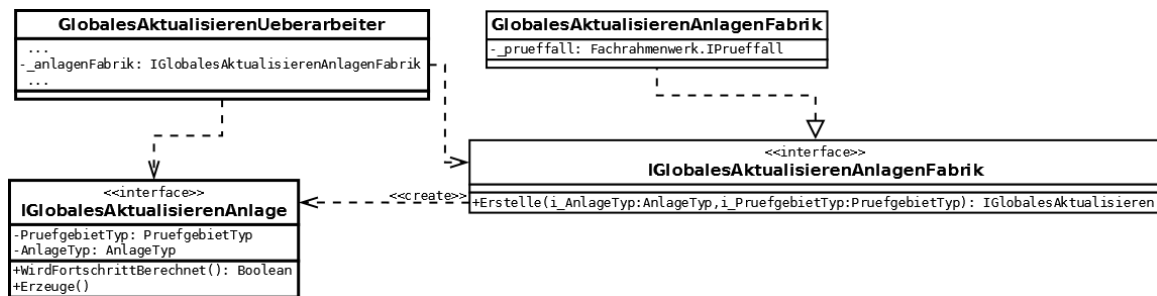 GlobalesAktualisierenUeberarbeiter
...
-_anlagenFabrik: IGlobalesAktualisierenAnlagenFabrik
...
GlobalesAktualisierenAnlagenFabrik
-_prueffall: Fachrahmenwerk.IPrueffall
<<interface>>
IGlobalesAktualisierenAnlage
-PruefgebietTyp: PruefgebietTyp
-AnlageTyp: AnlageTyp
+WirdFortschrittBerechnet(): Boolean
+Erzeuge()
<<create>>
<<interface>>
IGlobalesAktualisierenAnlagenFabrik
+Erstelle(i_AnlageTyp:AnlageTyp,i_PruefgebietTyp:PruefgebietTyp): IGlobalesAktualisieren